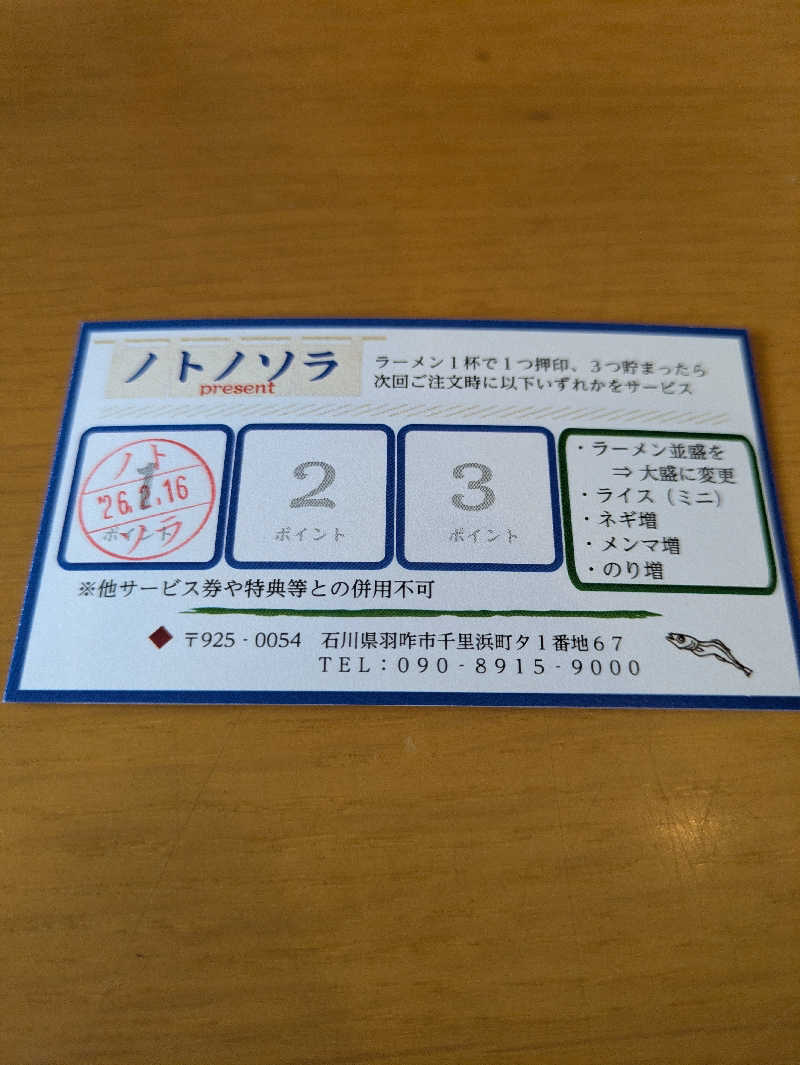 ノトノソラ
present
ラーメン１杯で１つ押印、３つ貯まったら
次回ご注文時に以下いずれかをサービス
ノト
'26.2.16
ソラ
1
ポイント
2
ポイント
3
ポイント
・ラーメン並盛を
⇒ 大盛に変更
・ライス（ミニ）
・ネギ増
・メンマ増
・のり増
※他サービス券や特典等との併用不可
◆ 〒925‐0054 石川県羽咋市千里浜町タ１番地６７
ＴＥＬ：０９０‐８９１５‐９０００